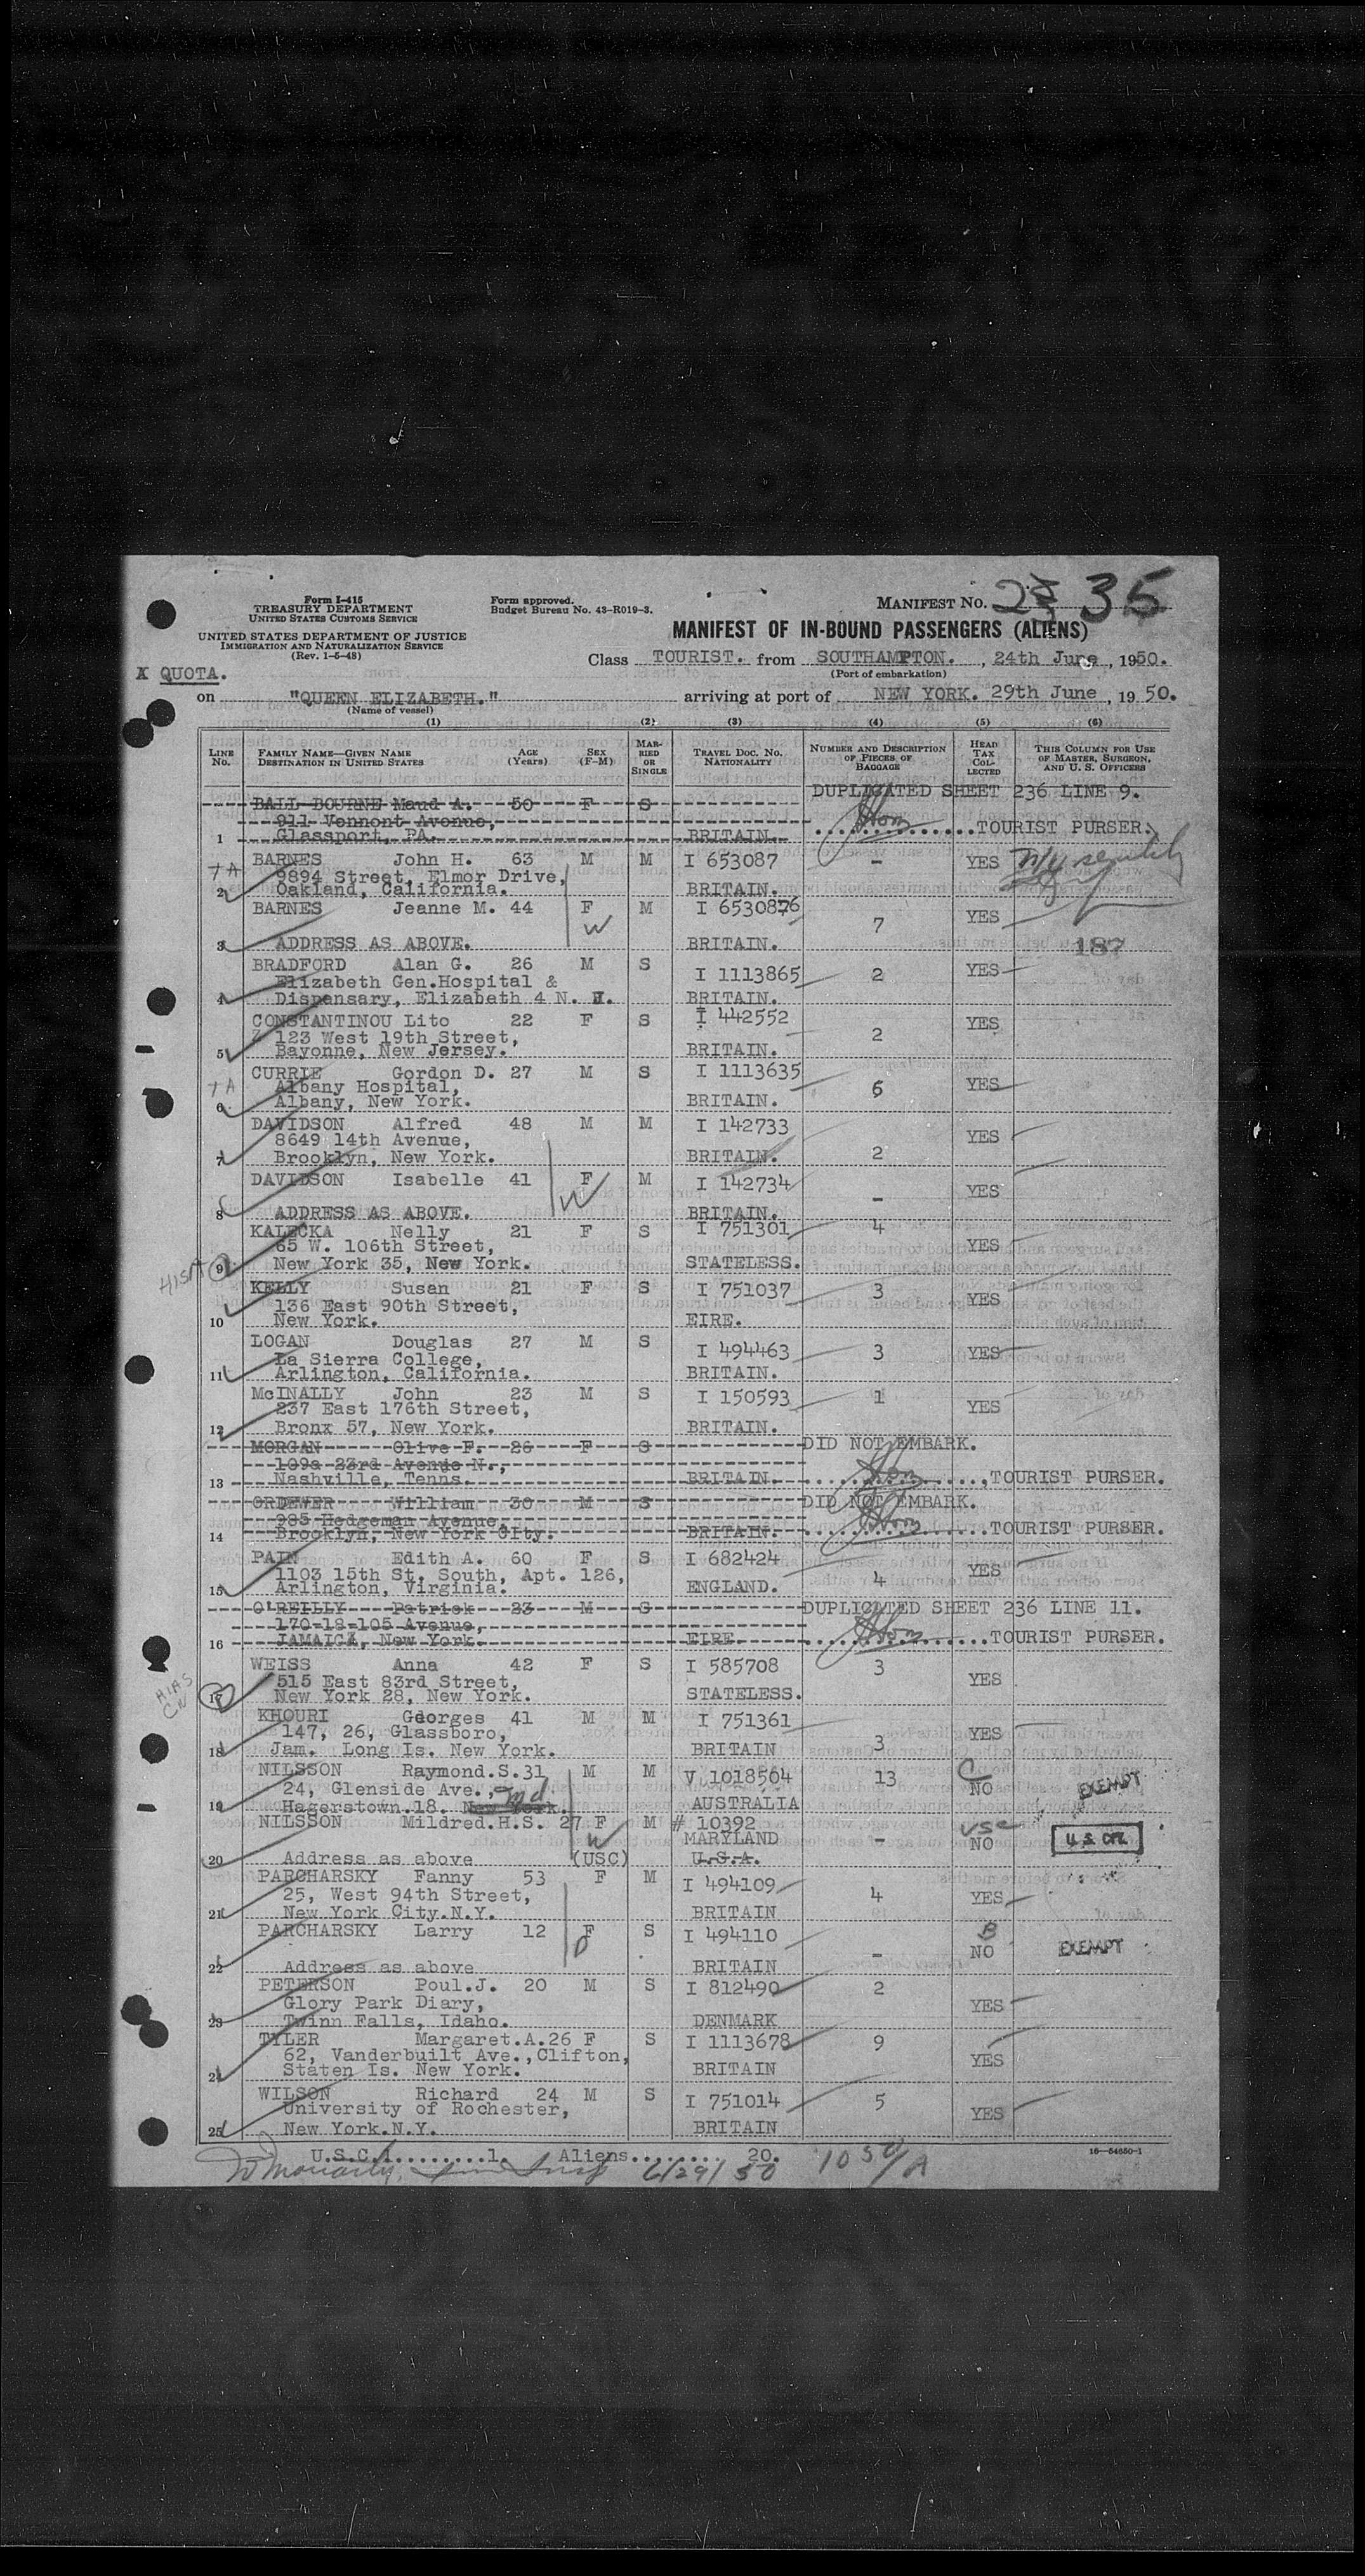 Form I-415
TREASURY DEPARTMENT
UNITED STATES CUSTOMS SERVICE
UNITED STATES DEPARTMENT OF JUSTICE
IMMIGRATION AND NATURALIZATION SERVICE
(Rev. 1-5-48)
Form approved.
Budget Bureau No. 43-R019-3.
MANIFEST NO. 35
MANIFEST OF IN-BOUND PASSENGERS (ALIENS)
Class TOURIST. from SOUTHAMPTON. , 24th June , 1950.
(Port of embarkation)
X QUOTA.
on "QUEEN ELIZABETH." arriving at port of NEW YORK. 29th June , 1950.
(Name of vessel)
(1) (2) (3) (4) (5) (6)
LINE No. FAMILY NAME—GIVEN NAME DESTINATION IN UNITED STATES AGE (Years) SEX (F-M) MARRIED OR SINGLE TRAVEL DOC. NO. NATIONALITY NUMBER AND DESCRIPTION OF PIECES OF BAGGAGE HEAD TAX COLLECTED THIS COLUMN FOR USE OF MASTER, SURGEON, AND U. S. OFFICERS
DUPLICATED SHEET 236 LINE 9.
BALL BOURNE Maud A. 50 F S
911 Vennont Avenue,
1 Glassport, PA. BRITAIN. TOURIST PURSER.
BARNES John H. 63 M M I 653087 - YES
9894 Street, Elmor Drive,
2 Oakland, California. BRITAIN.
BARNES Jeanne M. 44 F M I 6530876 7 YES
W
3 ADDRESS AS ABOVE. BRITAIN. 187
BRADFORD Alan G. 26 M S I 1113865 2 YES
Elizabeth Gen.Hospital &
4 Dispensary, Elizabath 4 N. J. BRITAIN.
CONSTANTINOU Lito 22 F S I 442552 2 YES
123 West 19th Street,
5 Bayonne, New Jersey. BRITAIN.
CURRIE Gordon D. 27 M S I 1113635 6 YES
Albany Hospital,
6 Albany, New York. BRITAIN.
DAVIDSON Alfred 48 M M I 142733 2 YES
8649 14th Avenue,
7 Brooklyn, New York. BRITAIN.
DAVIDSON Isabelle 41 F M I 142734 - YES
W
8 ADDRESS AS ABOVE. BRITAIN.
KALECKA Nelly 21 F S I 751301 4 YES
65 W. 106th Street,
9 New York 35, New York. STATELESS.
KELLY Susan 21 F S I 751037 3 YES
136 East 90th Street,
10 New York. EIRE.
LOGAN Douglas 27 M S I 494463 3 YES
La Sierra College,
11 Arlington, California. BRITAIN.
McINALLY John 23 M S I 150593 1 YES
237 East 176th Street,
12 Bronx 57, New York. BRITAIN.
MORGAN Olive F. 26 F S DID NOT EMBARK.
109a 23rd Avenue N.,
13 Nashville, Tenns. BRITAIN. TOURIST PURSER.
ORDEWER William 30 M S DID NOT EMBARK.
985 Hedgeman Avenue,
14 Brooklyn, New York City. BRITAIN. TOURIST PURSER.
PAIN Edith A. 60 F S I 682424 4 YES
1103 15th St. South, Apt. 126,
15 Arlington, Virginia. ENGLAND.
O'REILLY Patrick 23 M S DUPLICATED SHEET 236 LINE 11.
170-18-105 Avenue,
16 JAMAICA, New York. EIRE TOURIST PURSER.
WEISS Anna 42 F S I 585708 3 YES
515 East 83rd Street,
17 New York 28, New York. STATELESS.
KHOURI Georges 41 M M I 751361 3 YES
147, 26, Glassboro,
18 Jam. Long Is. New York. BRITAIN
NILSSON Raymond.S.31 M M V 1018504 13 C NO EXEMPT
24, Glenside Ave., Md
19 Hagerstown.18. New York. AUSTRALIA
NILSSON Mildred.H.S. 27 F M # 10392 - USC NO U.S. CTZ.
W MARYLAND
20 Address as above (USC) U.S.A.
PARCHARSKY Fanny 53 F M I 494109 4 YES
25, West 94th Street,
21 New York City.N.Y. BRITAIN
PARCHARSKY Larry 12 F S I 494110 - B NO EXEMPT
D
22 Address as above BRITAIN
PETERSON Poul.J. 20 M S I 812490 2 YES
Glory Park Diary,
23 Twinn Falls, Idaho. DENMARK
TYLER Margaret.A.26 F S I 1113678 9 YES
62, Vanderbuilt Ave.,Clifton,
24 Staten Is. New York. BRITAIN
WILSON Richard 24 M S I 751014 5 YES
University of Rochester,
25 New York.N.Y. BRITAIN
U.S.C. 1. Aliens 20. 16—54650-1
6/29/50 10 50/A